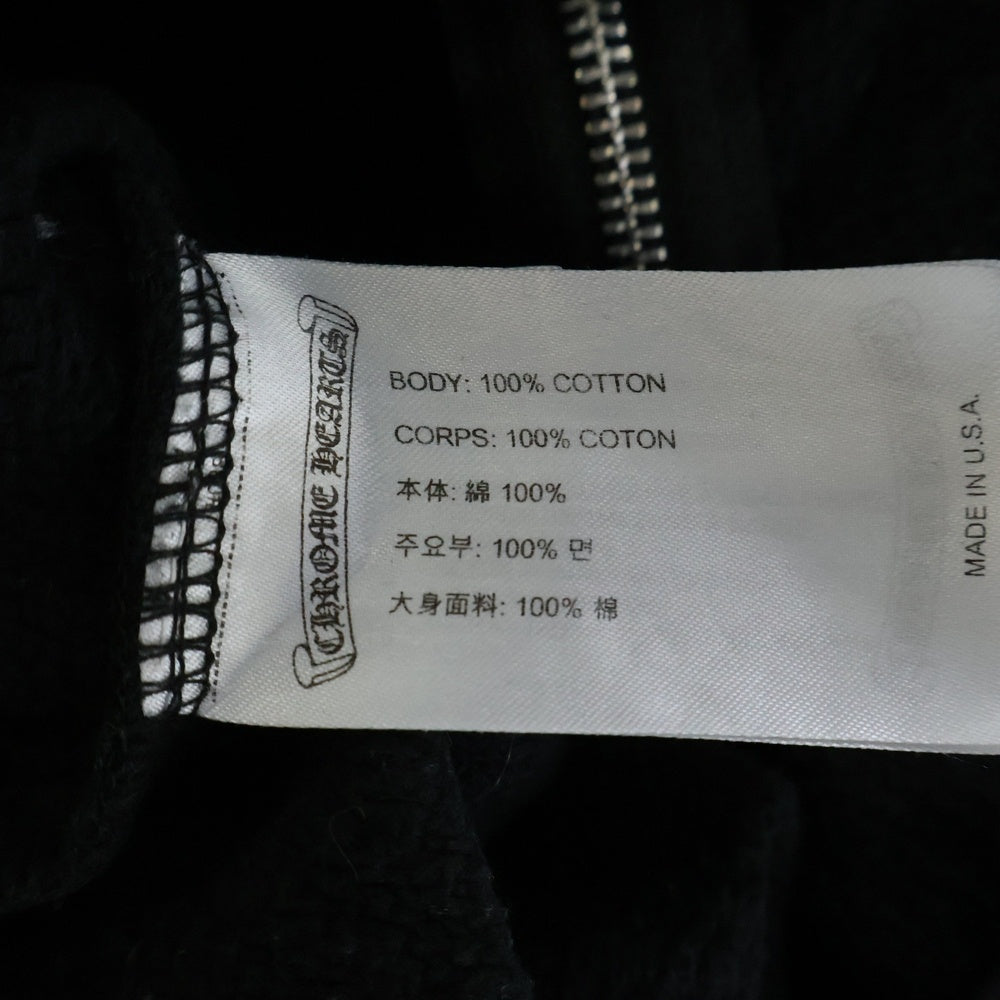 CHROME HEARTS
BODY: 100% COTTON
CORPS: 100% COTON
本体: 綿 100%
주요부: 100% 면
大身面料: 100% 棉
MADE IN U.S.A.